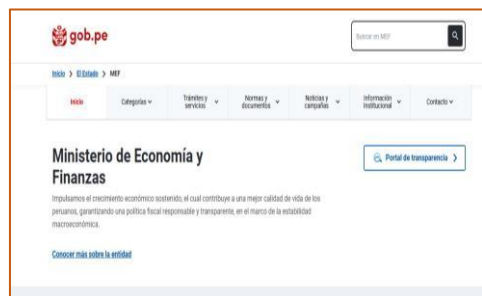 gob.pe
Buscar en MEF
Inicio > El Estado > MEF
Inicio
Categorías
Trámites y servicios
Normas y documentos
Noticias y campañas
Información institucional
Contacto
Ministerio de Economía y
Finanzas
Portal de transparencia >
Impulsamos el crecimiento económico sostenido, el cual contribuye a una mejor calidad de vida de los
peruanos, garantizando una política fiscal responsable y transparente, en el marco de la estabilidad
macroeconómica.
Conocer más sobre la entidad